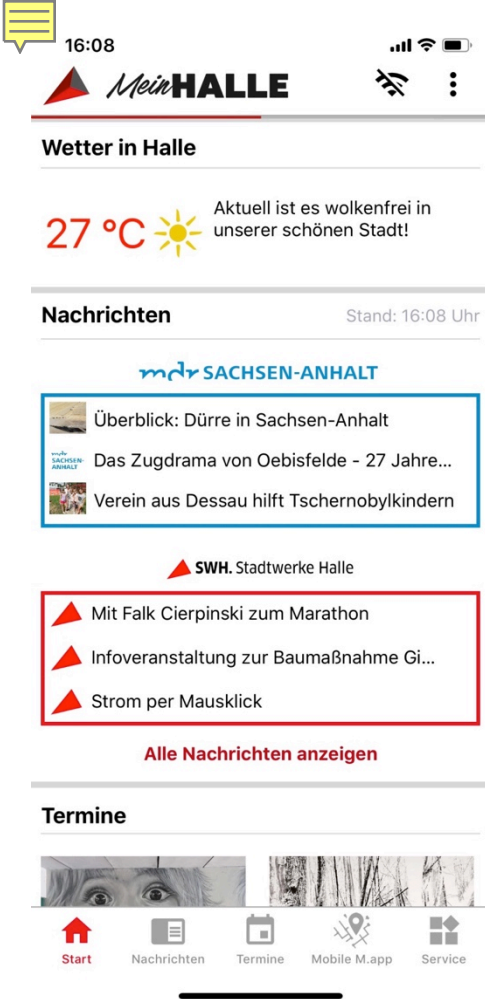 16:08
MeinHALLE
Wetter in Halle
27 °C
Aktuell ist es wolkenfrei in
unserer schönen Stadt!
Nachrichten
Stand: 16:08 Uhr
mdr SACHSEN-ANHALT
Überblick: Dürre in Sachsen-Anhalt
mdr
SACHSEN-
ANHALT
Das Zugdrama von Oebisfelde - 27 Jahre...
Verein aus Dessau hilft Tschernobylkindern
SWH. Stadtwerke Halle
Mit Falk Cierpinski zum Marathon
Infoveranstaltung zur Baumaßnahme Gi...
Strom per Mausklick
Alle Nachrichten anzeigen
Termine
Start
Nachrichten
Termine
Mobile M.app
Service